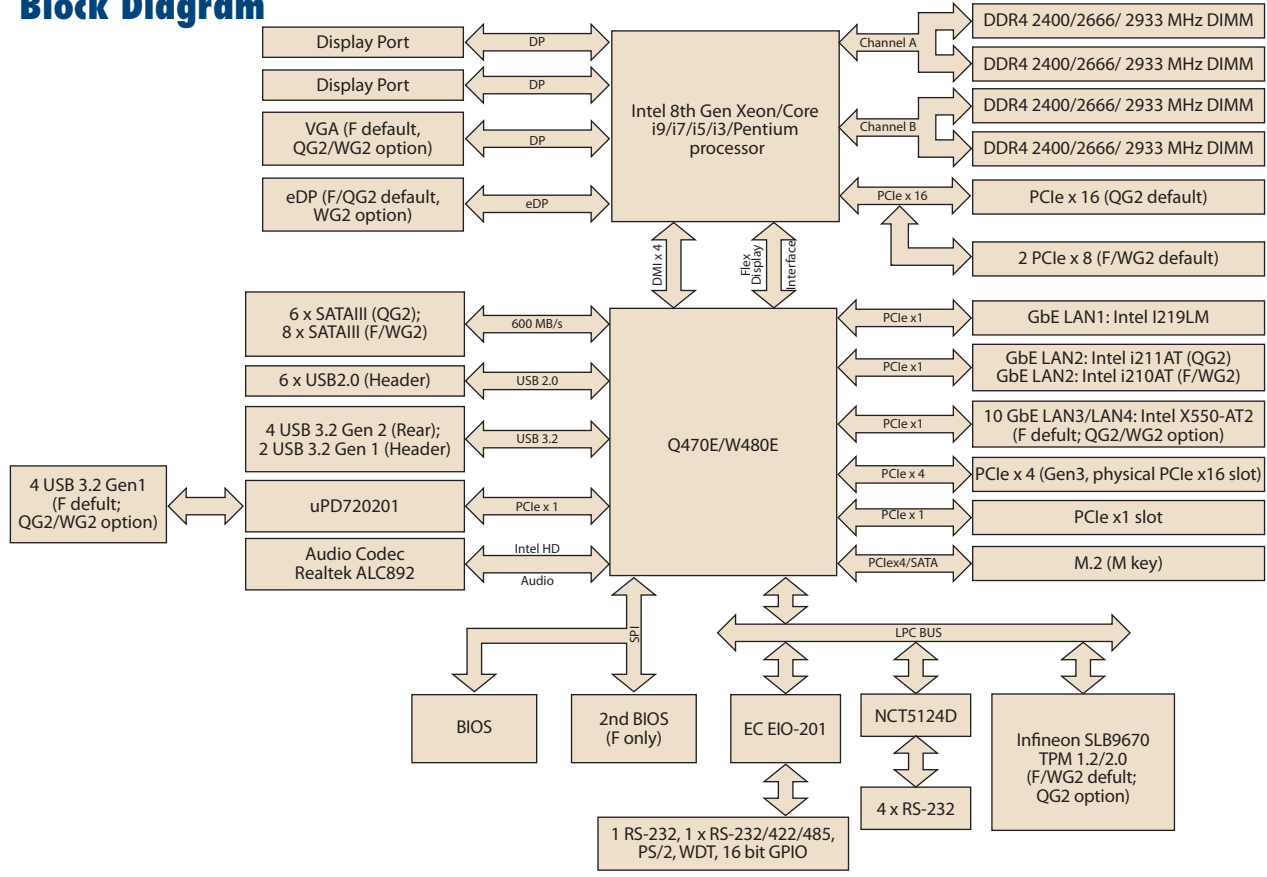 Block Diagram
Display Port
DP
Display Port
DP
VGA (F default,
QG2/WG2 option)
DP
eDP (F/QG2 default,
WG2 option)
eDP
Intel 8th Gen Xeon/Core
i9/i7/i5/i3/Pentium
processor
Channel A
DDR4 2400/2666/ 2933 MHz DIMM
DDR4 2400/2666/ 2933 MHz DIMM
Channel B
DDR4 2400/2666/ 2933 MHz DIMM
DDR4 2400/2666/ 2933 MHz DIMM
PCIe x 16
PCIe x 16 (QG2 default)
2 PCIe x 8 (F/WG2 default)
DMI x 4
Flex
Display
Interface
6 x SATAIII (QG2);
8 x SATAIII (F/WG2)
600 MB/s
6 x USB2.0 (Header)
USB 2.0
4 USB 3.2 Gen 2 (Rear);
2 USB 3.2 Gen 1 (Header)
USB 3.2
4 USB 3.2 Gen1
(F defult;
QG2/WG2 option)
uPD720201
PCIe x 1
Audio Codec
Realtek ALC892
Intel HD
Audio
Q470E/W480E
PCIe x1
GbE LAN1: Intel I219LM
PCIe x1
GbE LAN2: Intel i211AT (QG2)
GbE LAN2: Intel i210AT (F/WG2)
PCIe x1
10 GbE LAN3/LAN4: Intel X550-AT2
(F defult; QG2/WG2 option)
PCIe x 4
PCIe x 4 (Gen3, physical PCIe x16 slot)
PCIe x 1
PCIe x1 slot
PCIex4/SATA
M.2 (M key)
SPI
LPC BUS
BIOS
2nd BIOS
(F only)
EC EIO-201
NCT5124D
Infineon SLB9670
TPM 1.2/2.0
(F/WG2 defult;
QG2 option)
4 x RS-232
1 RS-232, 1 x RS-232/422/485,
PS/2, WDT, 16 bit GPIO